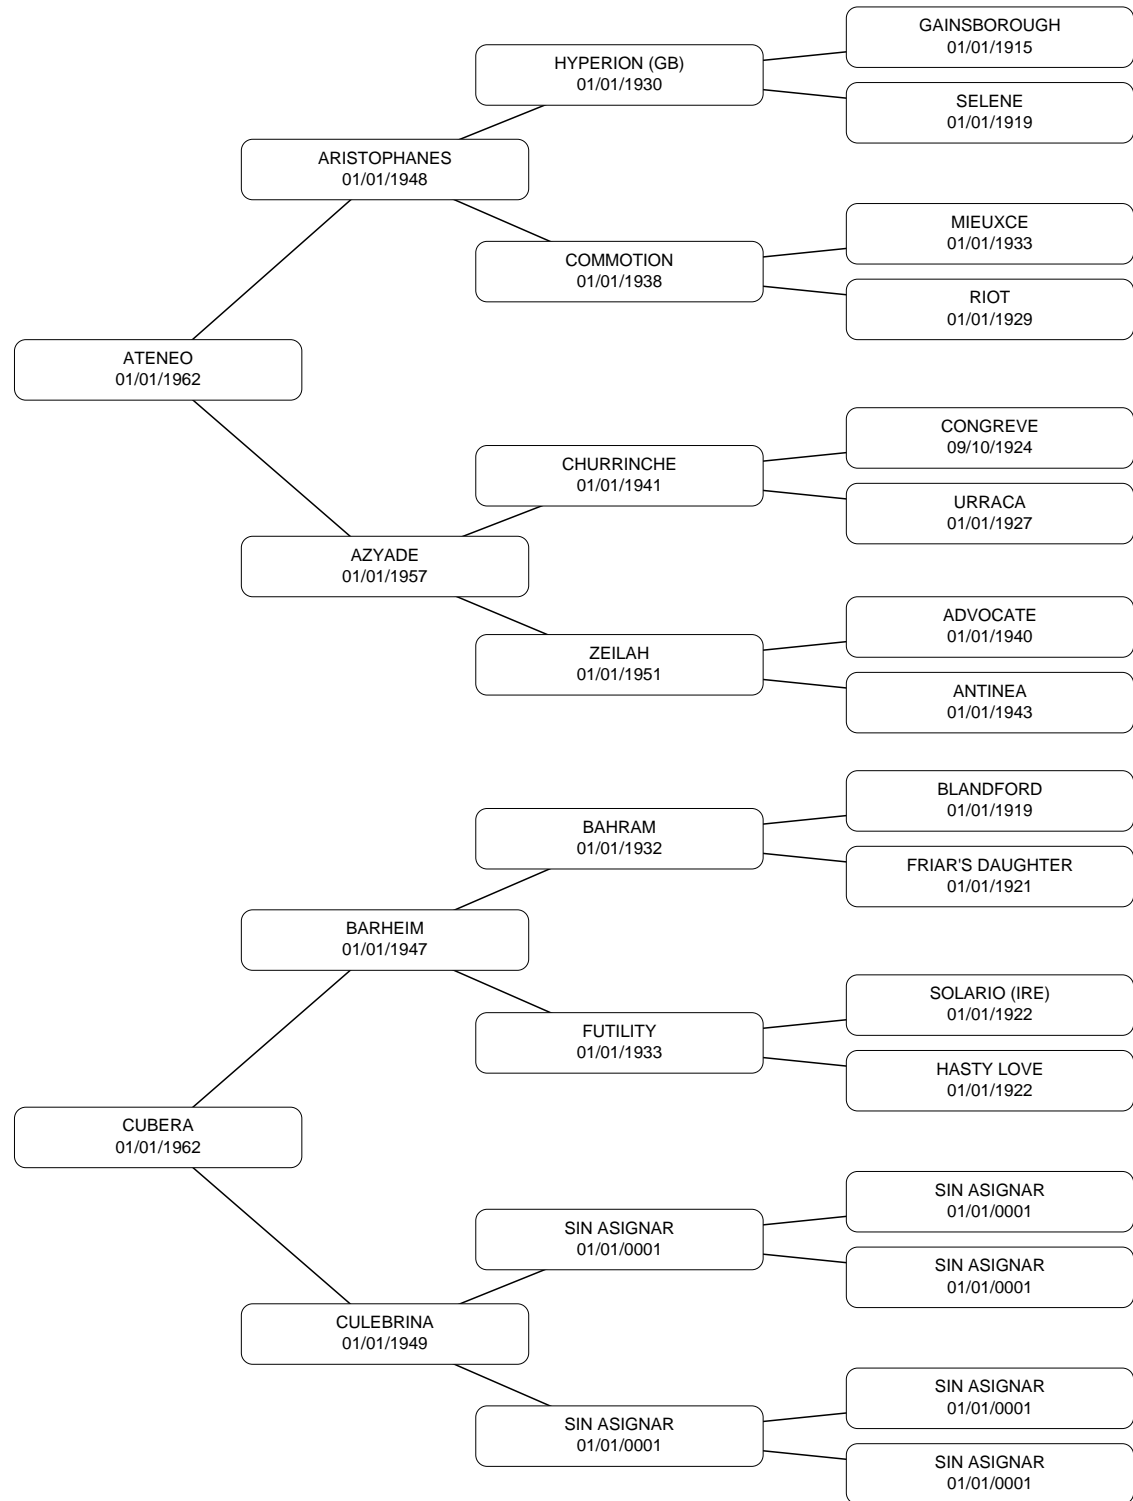 GAINSBOROUGH
01/01/1915
HYPERION (GB)
01/01/1930
SELENE
01/01/1919
ARISTOPHANES
01/01/1948
MIEUXCE
01/01/1933
COMMOTION
01/01/1938
RIOT
01/01/1929
ATENEO
01/01/1962
CONGREVE
09/10/1924
CHURRINCHE
01/01/1941
URRACA
01/01/1927
AZYADE
01/01/1957
ADVOCATE
01/01/1940
ZEILAH
01/01/1951
ANTINEA
01/01/1943
BLANDFORD
01/01/1919
BAHRAM
01/01/1932
FRIAR'S DAUGHTER
01/01/1921
BARHEIM
01/01/1947
SOLARIO (IRE)
01/01/1922
FUTILITY
01/01/1933
HASTY LOVE
01/01/1922
CUBERA
01/01/1962
SIN ASIGNAR
01/01/0001
SIN ASIGNAR
01/01/0001
SIN ASIGNAR
01/01/0001
CULEBRINA
01/01/1949
SIN ASIGNAR
01/01/0001
SIN ASIGNAR
01/01/0001
SIN ASIGNAR
01/01/0001